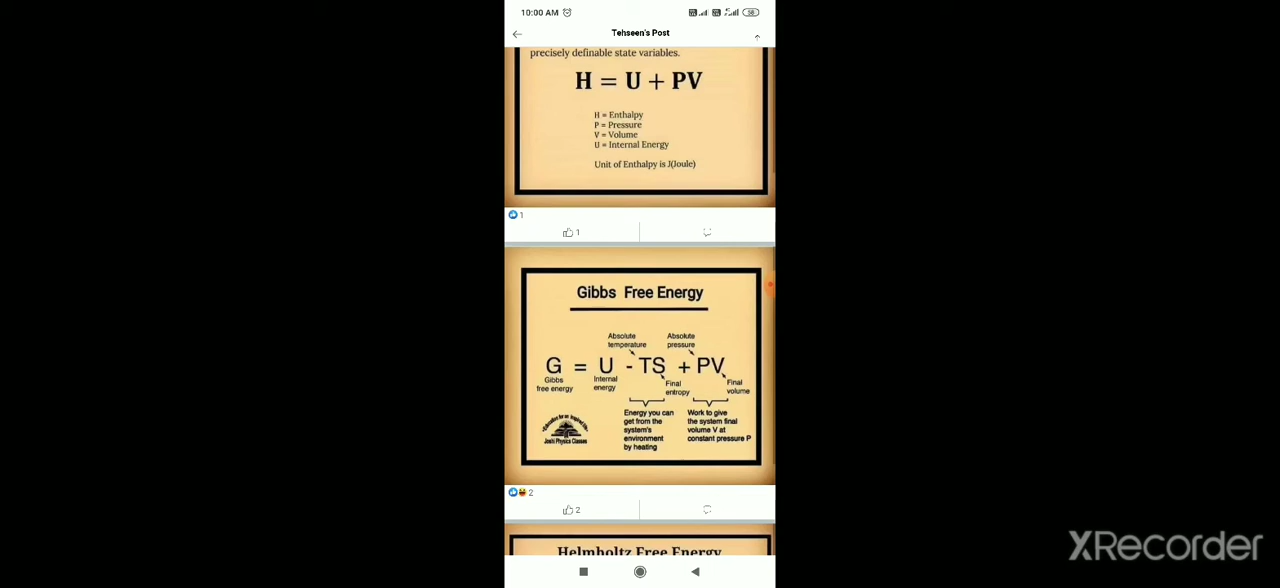 10:00 AM
58
Tehseen's Post
precisely definable state variables.
H = U + PV
H = Enthalpy
P = Pressure
V = Volume
U = Internal Energy
Unit of Enthalpy is J(Joule)
1
1
Gibbs Free Energy
Absolute
temperature
Absolute
pressure
G = U - TS + PV
Gibbs
free energy
Internal
energy
Final
entropy
Final
volume
Energy you can
get from the
system's
environment
by heating
Work to give
the system final
volume V at
constant pressure P
Joshi Physics Classes
2
2
Helmholtz Free Energy
XRecorder